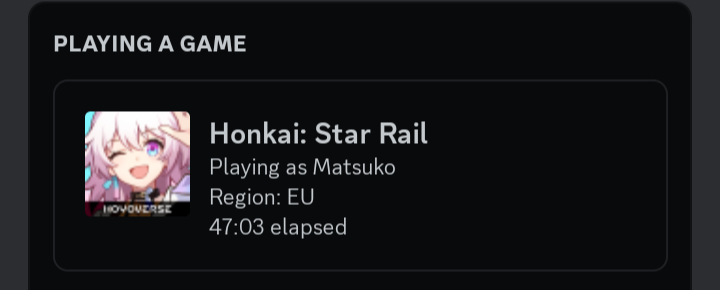 PLAYING A GAME
Honkai: Star Rail
Playing as Matsuko
Region: EU
47:03 elapsed
HOYOVERSE